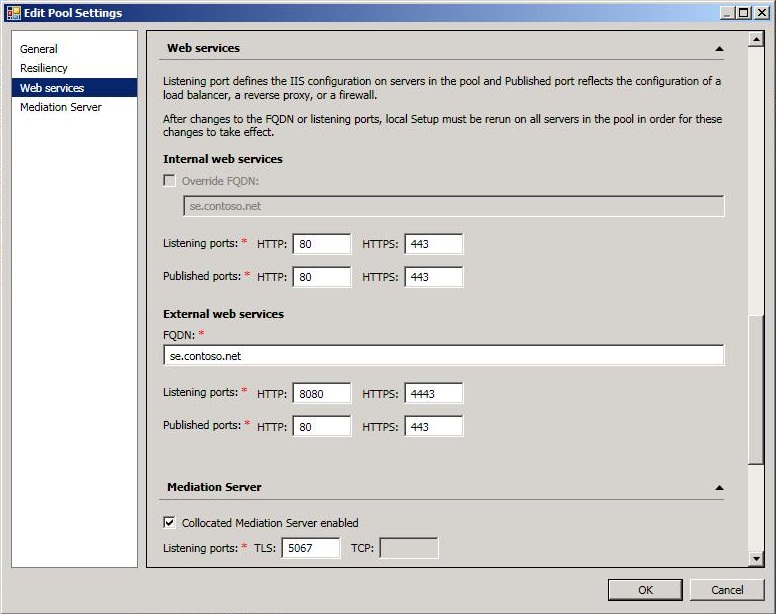 Edit Pool Settings
General
Resiliency
Web services
Mediation Server
Web services
Listening port defines the IIS configuration on servers in the pool and Published port reflects the configuration of a
load balancer, a reverse proxy, or a firewall.
After changes to the FQDN or listening ports, local Setup must be rerun on all servers in the pool in order for these
changes to take effect.
Internal web services
Override FQDN:
se.contoso.net
Listening ports: * HTTP: 80 HTTPS: 443
Published ports: * HTTP: 80 HTTPS: 443
External web services
FQDN: *
se.contoso.net
Listening ports: * HTTP: 8080 HTTPS: 4443
Published ports: * HTTP: 80 HTTPS: 443
Mediation Server
Collocated Mediation Server enabled
Listening ports: * TLS: 5067 TCP:
OK Cancel